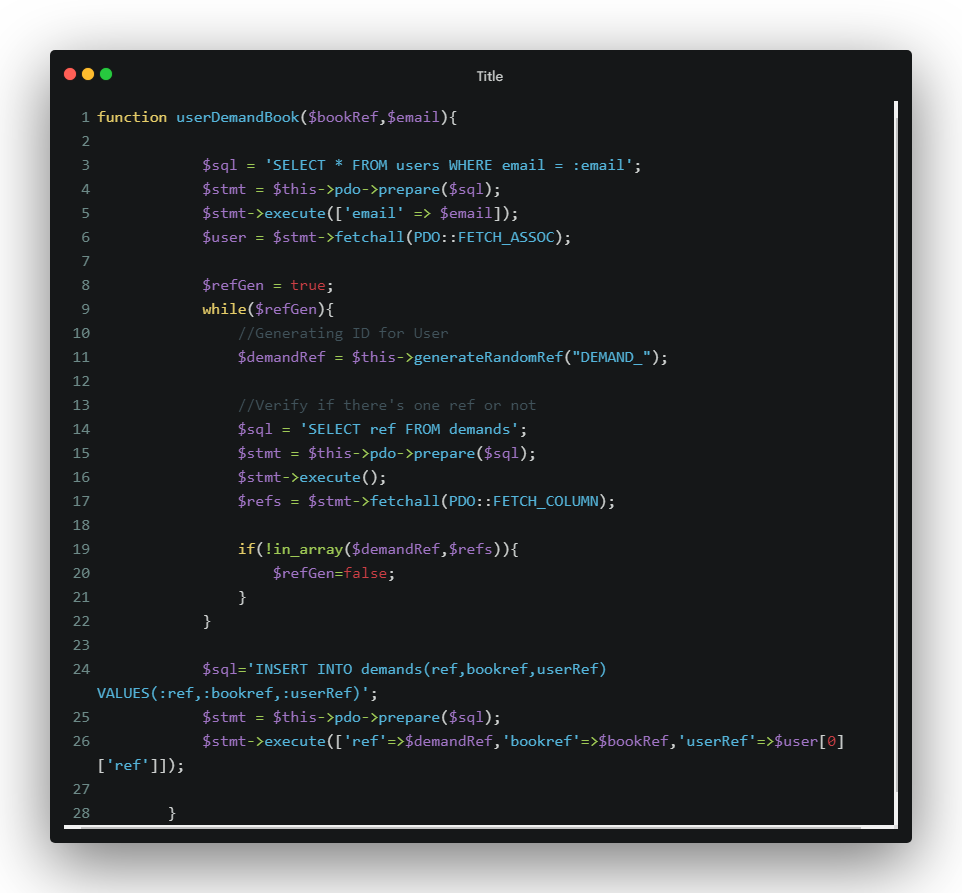 Title
1 function userDemandBook($bookRef,$email){
2
3 $sql = 'SELECT * FROM users WHERE email = :email';
4 $stmt = $this->pdo->prepare($sql);
5 $stmt->execute(['email' => $email]);
6 $user = $stmt->fetchall(PDO::FETCH_ASSOC);
7
8 $refGen = true;
9 while($refGen){
10 //Generating ID for User
11 $demandRef = $this->generateRandomRef("DEMAND_");
12
13 //Verify if there's one ref or not
14 $sql = 'SELECT ref FROM demands';
15 $stmt = $this->pdo->prepare($sql);
16 $stmt->execute();
17 $refs = $stmt->fetchall(PDO::FETCH_COLUMN);
18
19 if(!in_array($demandRef,$refs)){
20 $refGen=false;
21 }
22 }
23
24 $sql='INSERT INTO demands(ref,bookref,userRef)
VALUES(:ref,:bookref,:userRef)';
25 $stmt = $this->pdo->prepare($sql);
26 $stmt->execute(['ref'=>$demandRef,'bookref'=>$bookRef,'userRef'=>$user[0]
['ref']]);
27
28 }